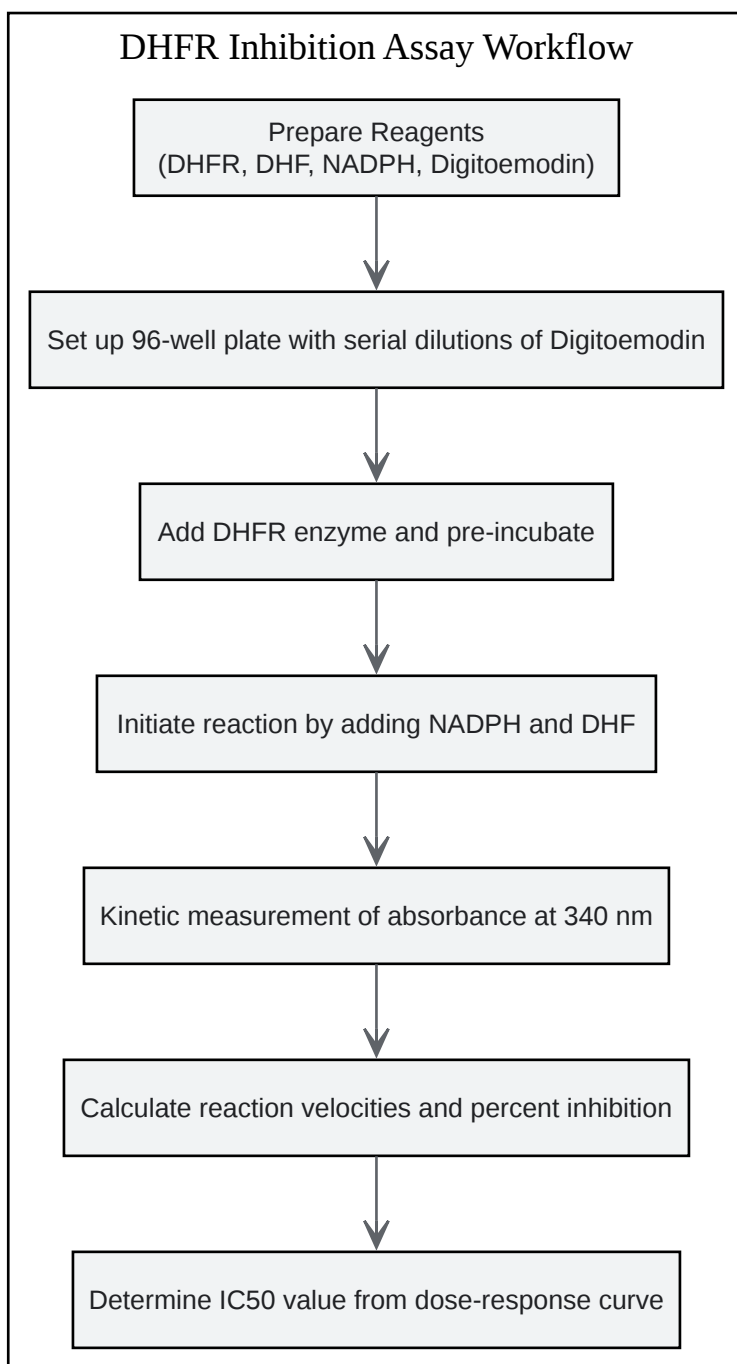 DHFR Inhibition Assay Workflow
Prepare Reagents
(DHFR, DHF, NADPH, Digitoemodin)
Set up 96-well plate with serial dilutions of Digitoemodin
Add DHFR enzyme and pre-incubate
Initiate reaction by adding NADPH and DHF
Kinetic measurement of absorbance at 340 nm
Calculate reaction velocities and percent inhibition
Determine IC50 value from dose-response curve